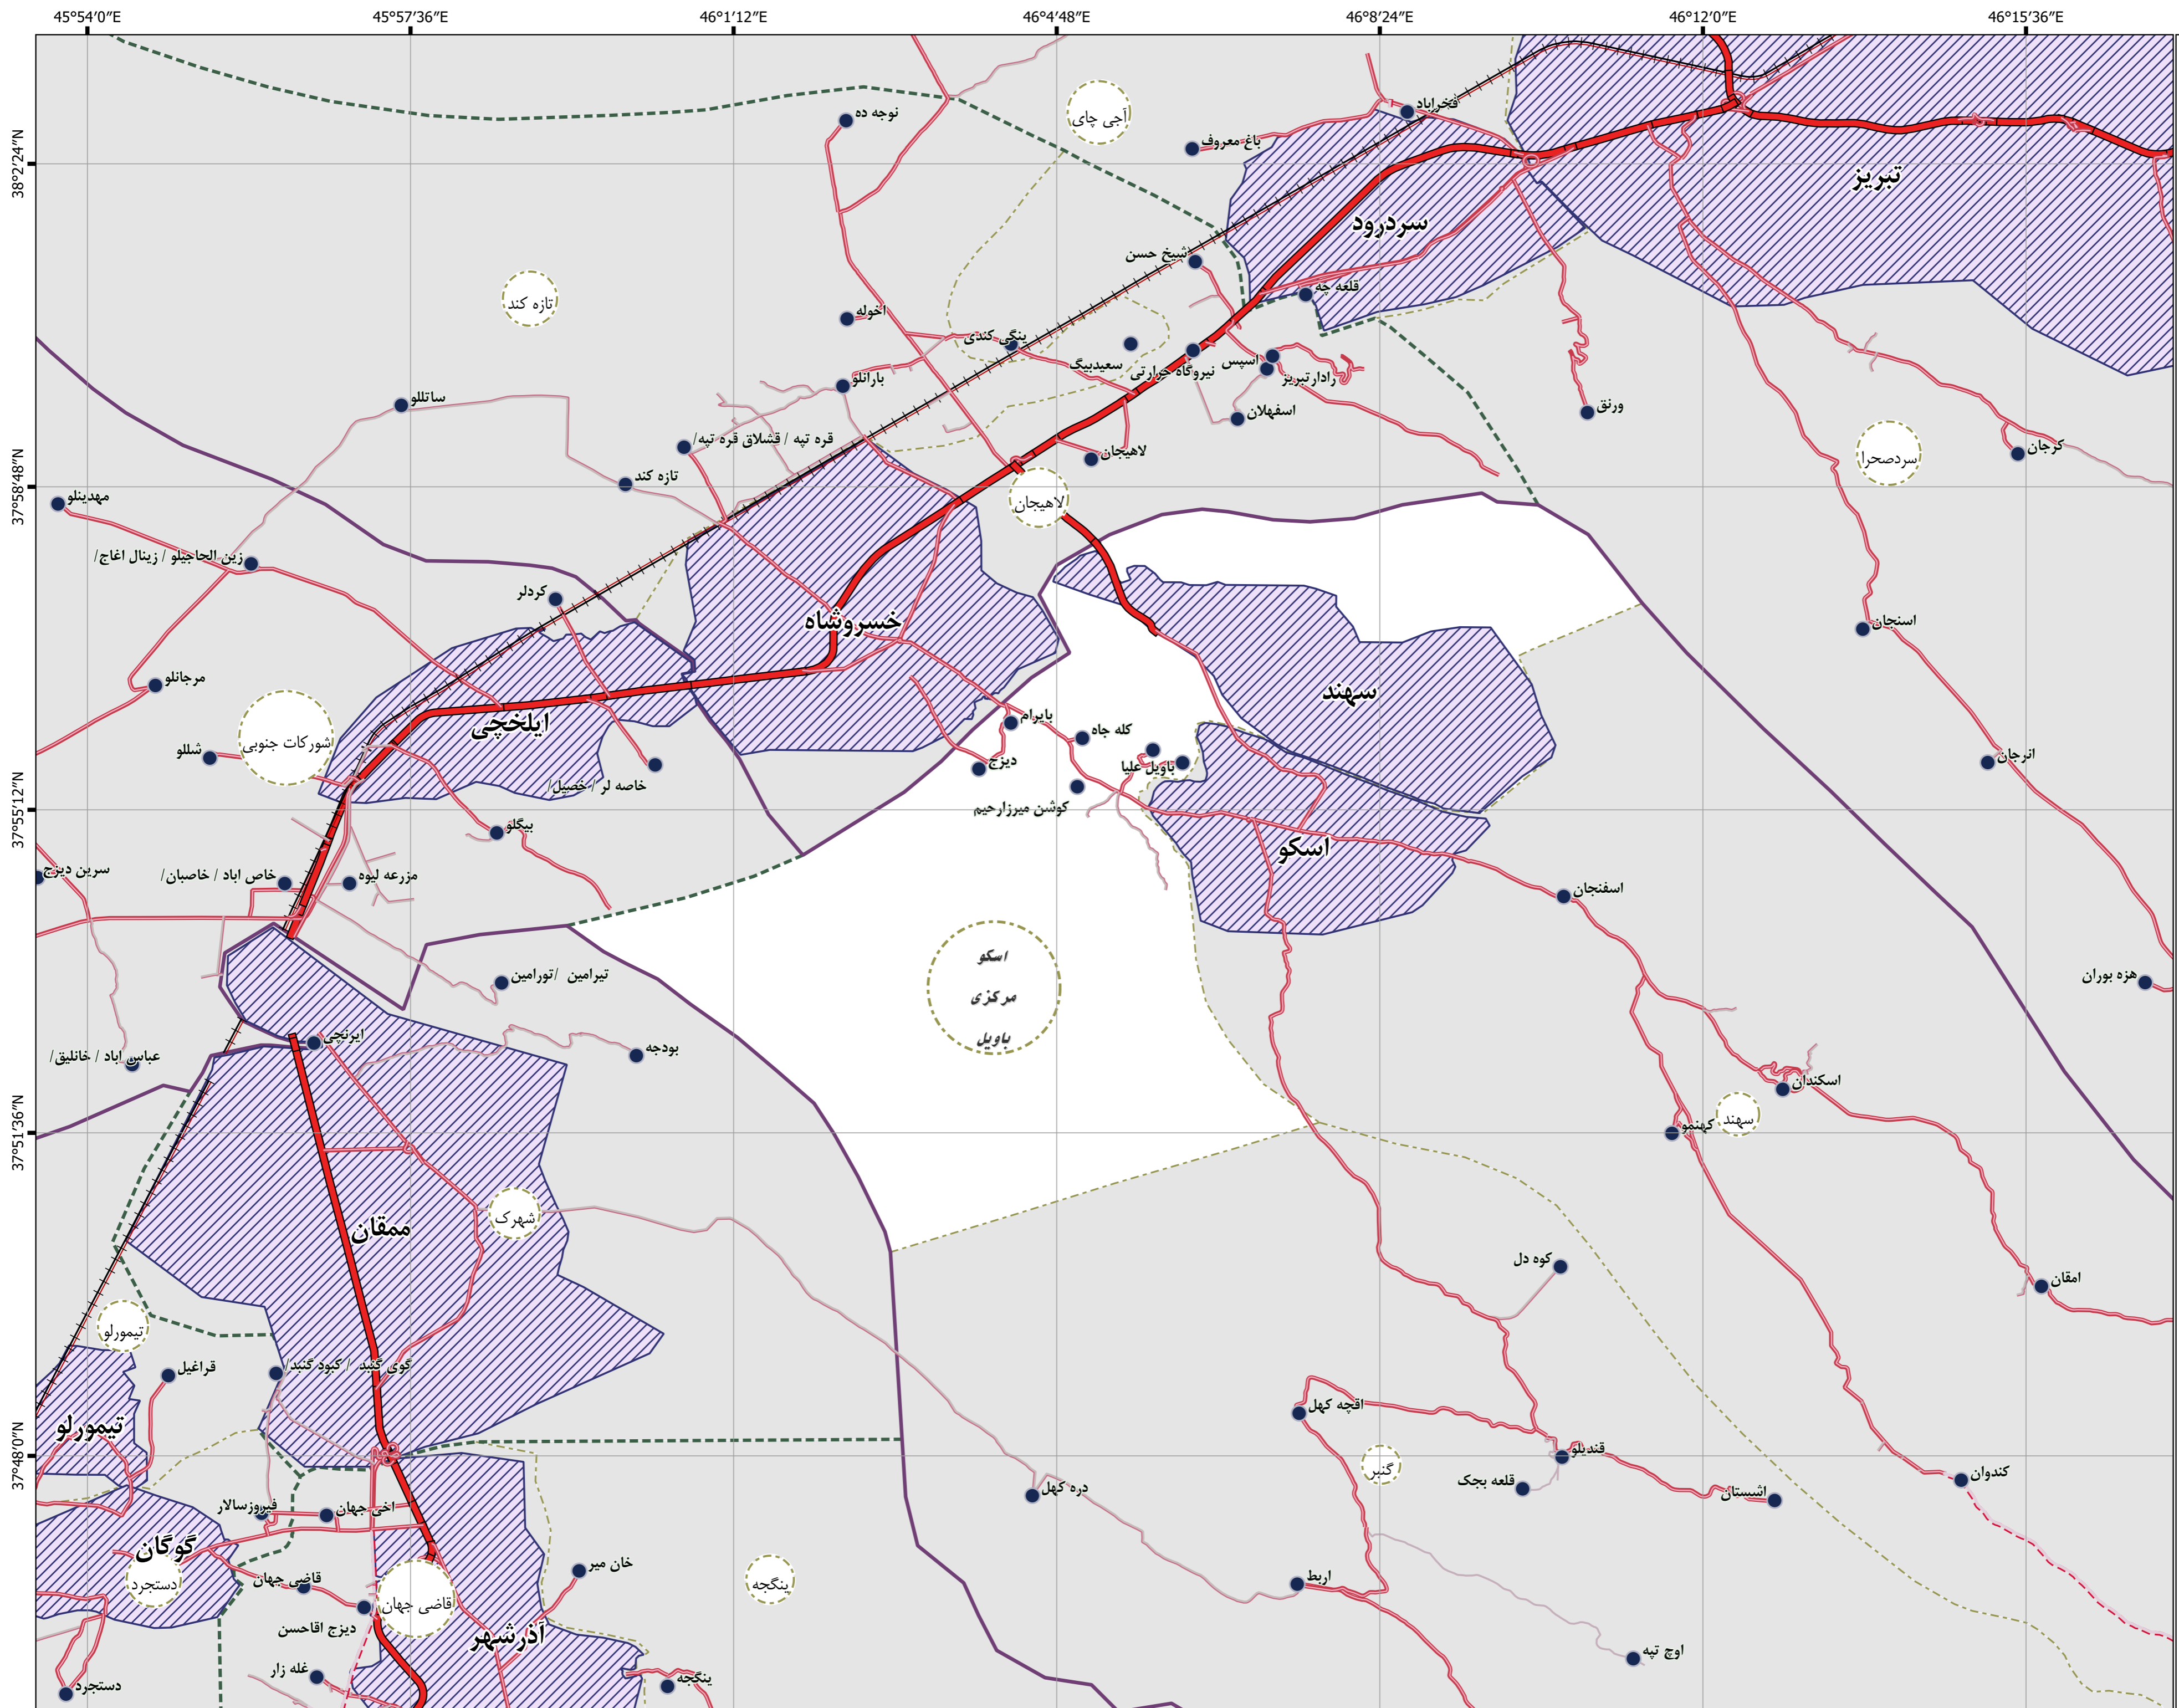 45°54'0"E
45°57'36"E
46°1'12"E
46°4'48"E
46°8'24"E
46°12'0"E
46°15'36"E
38°2'24"N
37°58'48"N
37°55'12"N
37°51'36"N
37°48'0"N
نوجه ده
آجی چای
فخراباد
باغ معروف
تبریز
سردرود
شیخ حسن
قلعه چه
تازه کند
اخوله
ینگی کندی
سعیدبیگ
نیروگاه حرارتی
اسپس
رادارتبریز
بارانلو
ساتللو
اسفهلان
ورنق
قره تپه / قشلاق قره تپه/
لاهیجان
کرجان
سردصحرا
تازه کند
مهدینلو
لاهیجان
زین الحاجیلو / زینال اغاج/
کردلر
خسروشاه
اسنجان
مرجانلو
سهند
ایلخچی
بایرام
کله جاه
شورکات جنوبی
شللو
دیزج
باویل علیا
انرجان
خاصه لر / خصیل/
کوشن میرزارحیم
بیگلو
اسکو
سرین دیزج
خاص اباد / خاصبان/
مزرعه لیوه
اسفنجان
اسکو
مرکزی
باویل
تیرامین /تورامین
هزه بوران
ایرنچی
عباس اباد / خانلیق/
بودجه
اسکندان
سهند
کهنمو
شهرک
ممقان
کوه دل
امقان
تیمورلو
قراغیل
گوی گنبد / کبود گنبد/
اقچه کهل
تیمورلو
گنبر
قندیلو
کندوان
قلعه بجک
اشستان
دره کهل
فیروزسالار
اخی جهان
گوگان
دستجرد
قاضی جهان
خان میر
ینگجه
اربط
قاضی جهان
دیزج اقاحسن
آذرشهر
اوچ تپه
غله زار
دستجرد
ینگجه